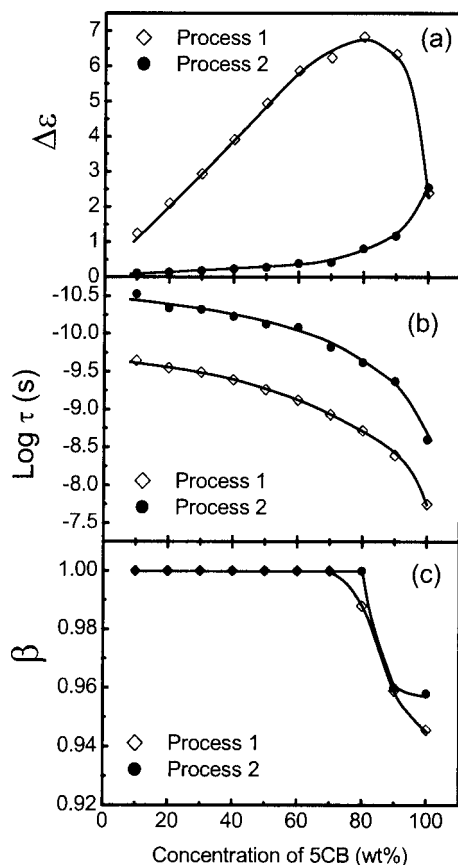 7
Process 1
(a)
6
Process 2
5
4
Δε
3
2
1
0
-10.5
-10.0
(b)
-9.5
Log τ (s)
-9.0
-8.5
-8.0
Process 1
-7.5
Process 2
1.00
(c)
0.98
β
0.96
0.94
Process 1
Process 2
0.92
0 20 40 60 80 100
Concentration of 5CB (wt%)